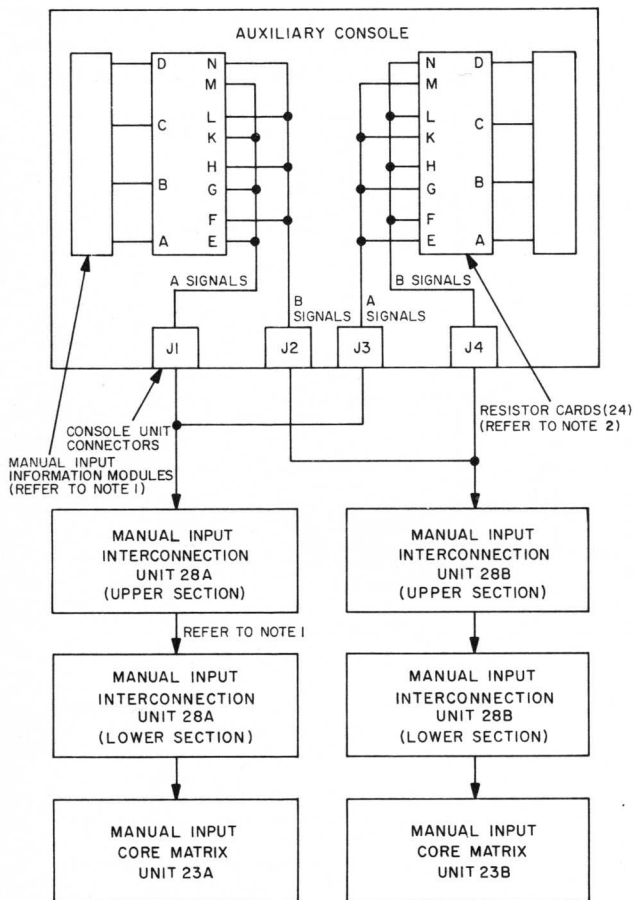 AUXILIARY CONSOLE
D
C
B
A
N
M
L
K
H
G
F
E
N
M
L
K
H
G
F
E
D
C
B
A
A SIGNALS
B
SIGNALS
A
SIGNALS
B SIGNALS
J1
J2
J3
J4
CONSOLE UNIT
CONNECTORS
MANUAL INPUT
INFORMATION MODULES
(REFER TO NOTE 1)
RESISTOR CARDS (24)
(REFER TO NOTE 2)
MANUAL INPUT
INTERCONNECTION
UNIT 28A
(UPPER SECTION)
MANUAL INPUT
INTERCONNECTION
UNIT 28B
(UPPER SECTION)
REFER TO NOTE 1
MANUAL INPUT
INTERCONNECTION
UNIT 28A
(LOWER SECTION)
MANUAL INPUT
INTERCONNECTION
UNIT 28B
(LOWER SECTION)
MANUAL INPUT
CORE MATRIX
UNIT 23A
MANUAL INPUT
CORE MATRIX
UNIT 23B